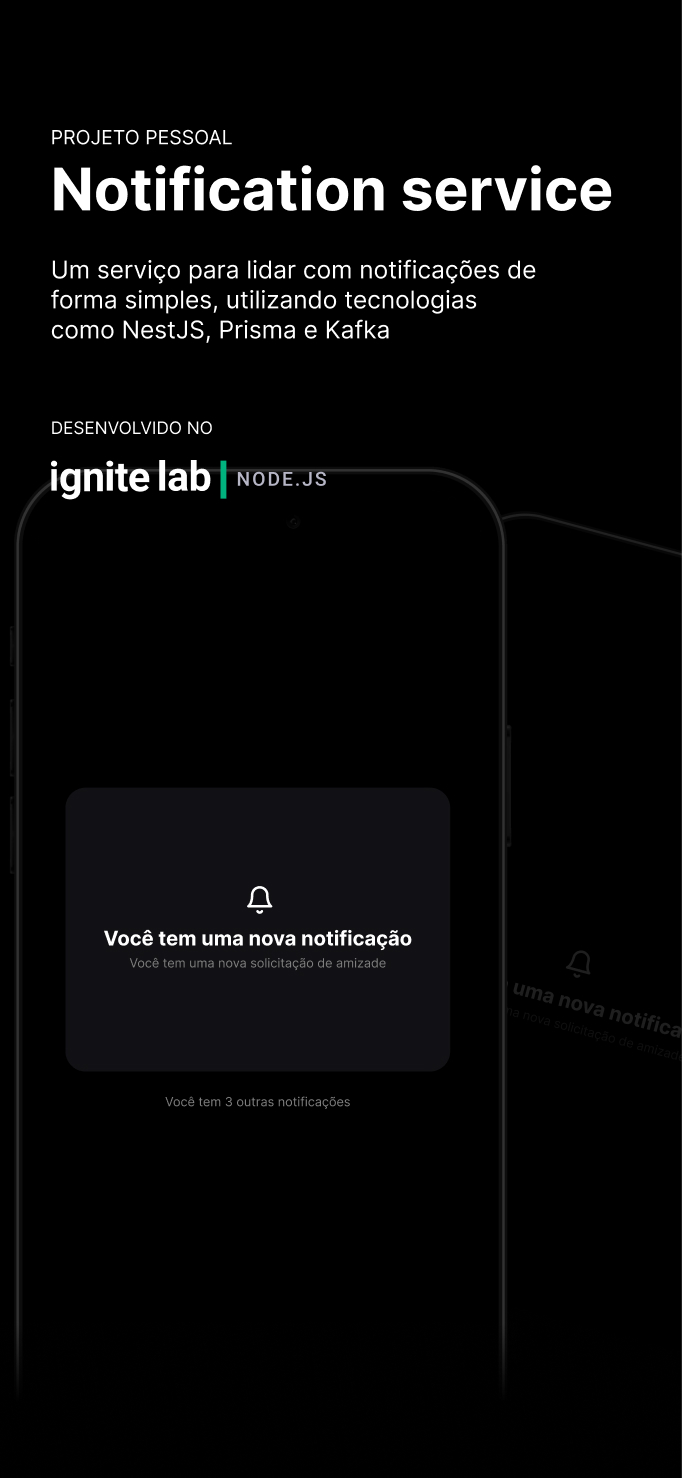 PROJETO PESSOAL
Notification service
Um serviço para lidar com notificações de
forma simples, utilizando tecnologias
como NestJS, Prisma e Kafka
DESENVOLVIDO NO
ignite lab | NODE.JS
Você tem uma nova notificação
Você tem uma nova solicitação de amizade
Você tem 3 outras notificações
uma nova notifica
nova solicitação de amizade